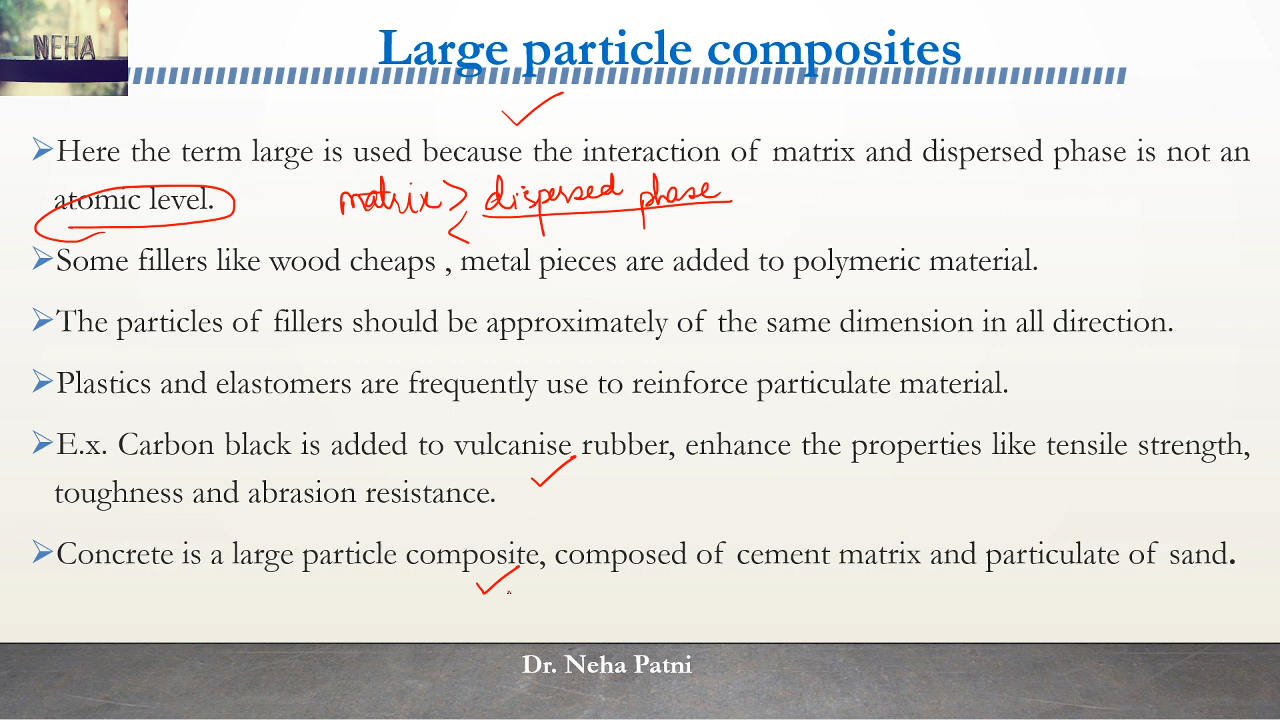 NEHA
Large particle composites
Here the term large is used because the interaction of matrix and dispersed phase is not an
atomic level.
matrix > dispersed phase
<
Some fillers like wood cheaps , metal pieces are added to polymeric material.
The particles of fillers should be approximately of the same dimension in all direction.
Plastics and elastomers are frequently use to reinforce particulate material.
E.x. Carbon black is added to vulcanise rubber, enhance the properties like tensile strength,
toughness and abrasion resistance.
Concrete is a large particle composite, composed of cement matrix and particulate of sand.
Dr. Neha Patni